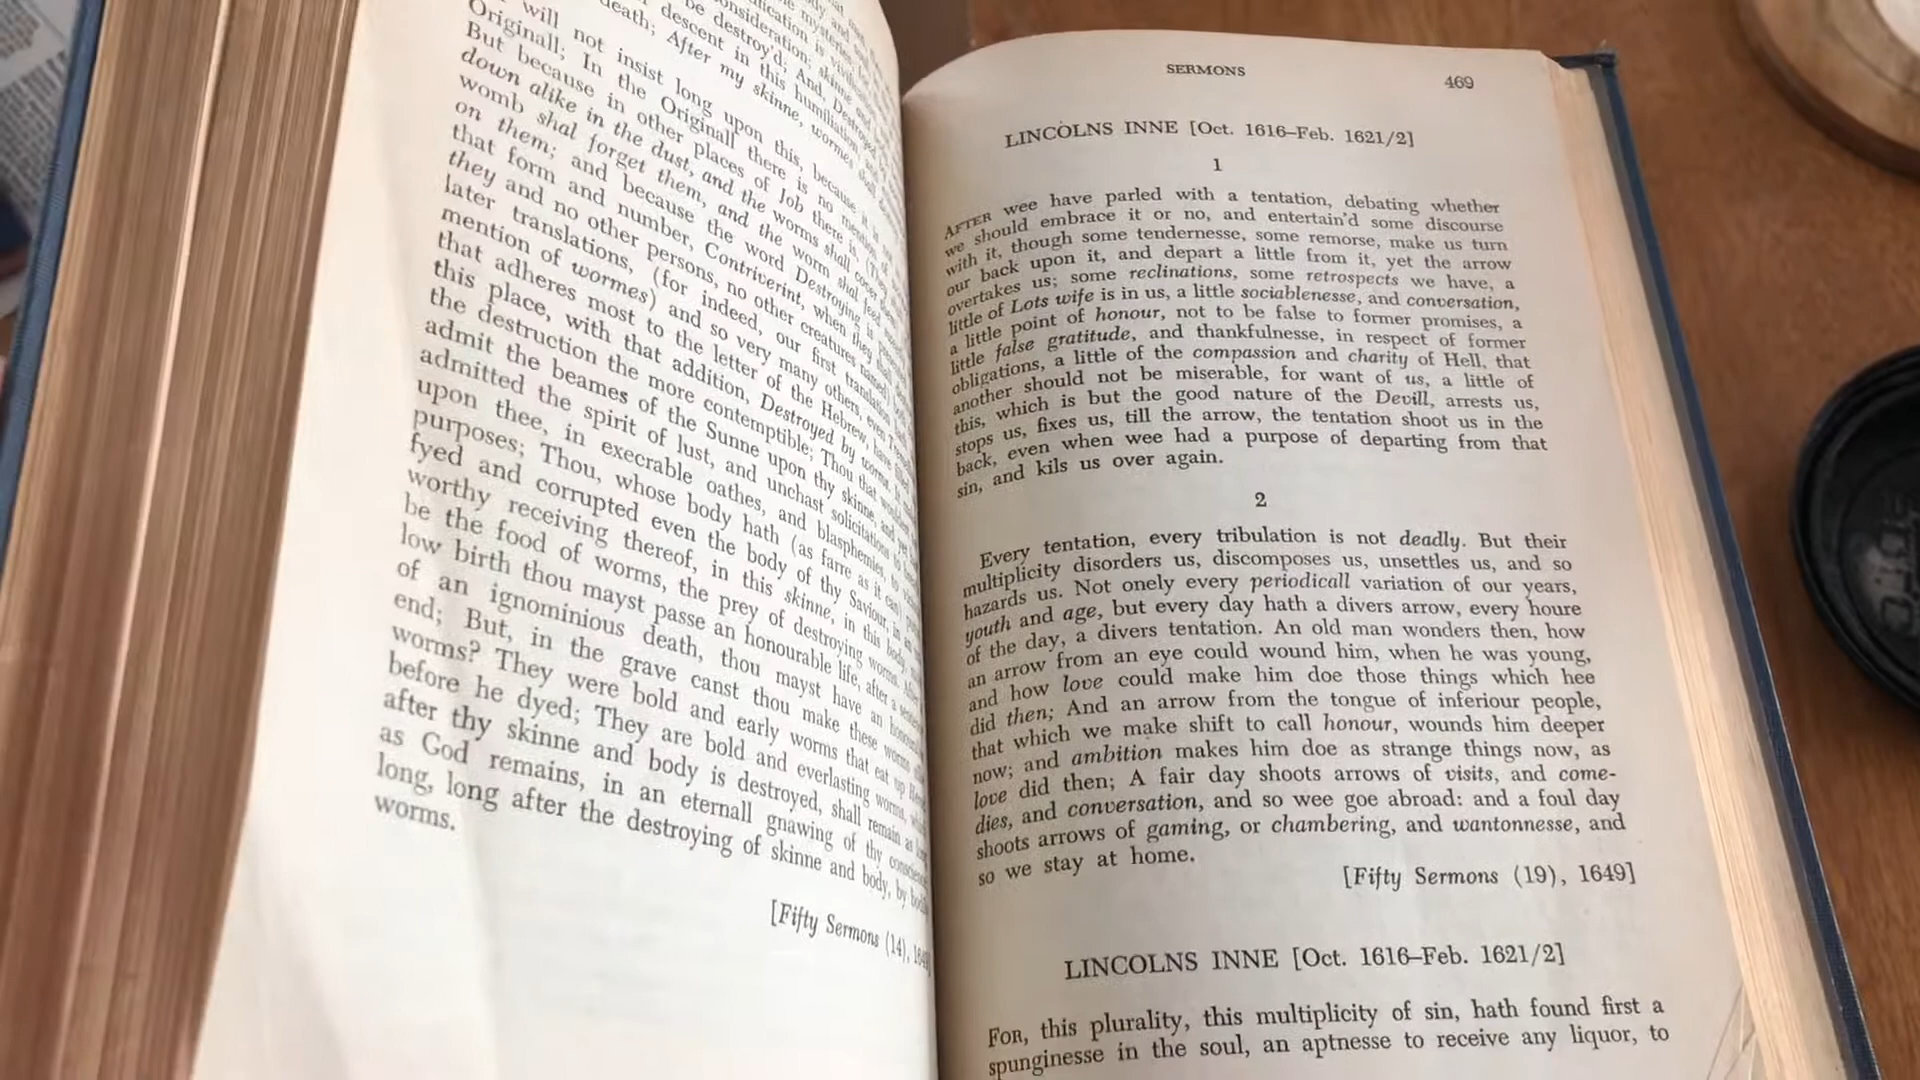 will not insist long upon this, because
Originall; In the Originall there is no mention
But because in other places of Job there is, (They
down alike in the dust, and the worms shall cover
womb shal forget them, and the worm shal feed
on them; and because the word Destroying is
that form and number, Contriverint, when they shall
they and no other persons, no other creatures named)
later translations, (for indeed, our first translation
mention of wormes) and so very many others, even
that adheres most to the letter of the Hebrew, have
this place, with that addition, Destroyed by worms.
the destruction the more contemptible; Thou that wouldest
admit the beames of the Sunne upon thy skinne, and
admitted the spirit of lust, and unchast solicitations to
upon thee, in execrable oathes, and blasphemies, to
purposes; Thou, whose body hath (as farre as it can)
fyed and corrupted even the body of thy Saviour, in
worthy receiving thereof, in this skinne, in this body,
be the food of worms, the prey of destroying worms.
low birth thou mayst passe an honourable life, after a
of an ignominious death, thou mayst have an
end; But, in the grave canst thou make these worms
worms? They were bold and early worms that eat up
before he dyed; They are bold and everlasting worms,
after thy skinne and body is destroyed, shall remain as long
as God remains, in an eternall gnawing of thy conscience
long, long after the destroying of skinne and body, by
worms.
[Fifty Sermons (14),
SERMONS 469
LINCOLNS INNE [Oct. 1616–Feb. 1621/2]
1
AFTER wee have parled with a tentation, debating whether
we should embrace it or no, and entertain'd some discourse
with it, though some tendernesse, some remorse, make us turn
our back upon it, and depart a little from it, yet the arrow
overtakes us; some reclinations, some retrospects we have, a
little of Lots wife is in us, a little sociablenesse, and conversation,
a little point of honour, not to be false to former promises, a
little false gratitude, and thankfulnesse, in respect of former
obligations, a little of the compassion and charity of Hell, that
another should not be miserable, for want of us, a little of
this, which is but the good nature of the Devill, arrests us,
stops us, fixes us, till the arrow, the tentation shoot us in the
back, even when wee had a purpose of departing from that
sin, and kils us over again.
2
Every tentation, every tribulation is not deadly. But their
multiplicity disorders us, discomposes us, unsettles us, and so
hazards us. Not onely every periodicall variation of our years,
youth and age, but every day hath a divers arrow, every houre
of the day, a divers tentation. An old man wonders then, how
an arrow from an eye could wound him, when he was young,
and how love could make him doe those things which hee
did then; And an arrow from the tongue of inferiour people,
that which we make shift to call honour, wounds him deeper
now; and ambition makes him doe as strange things now, as
love did then; A fair day shoots arrows of visits, and come-
dies, and conversation, and so wee goe abroad: and a foul day
shoots arrows of gaming, or chambering, and wantonnesse, and
so we stay at home.
[Fifty Sermons (19), 1649]
LINCOLNS INNE [Oct. 1616–Feb. 1621/2]
FOR, this plurality, this multiplicity of sin, hath found first a
spunginesse in the soul, an aptnesse to receive any liquor, to